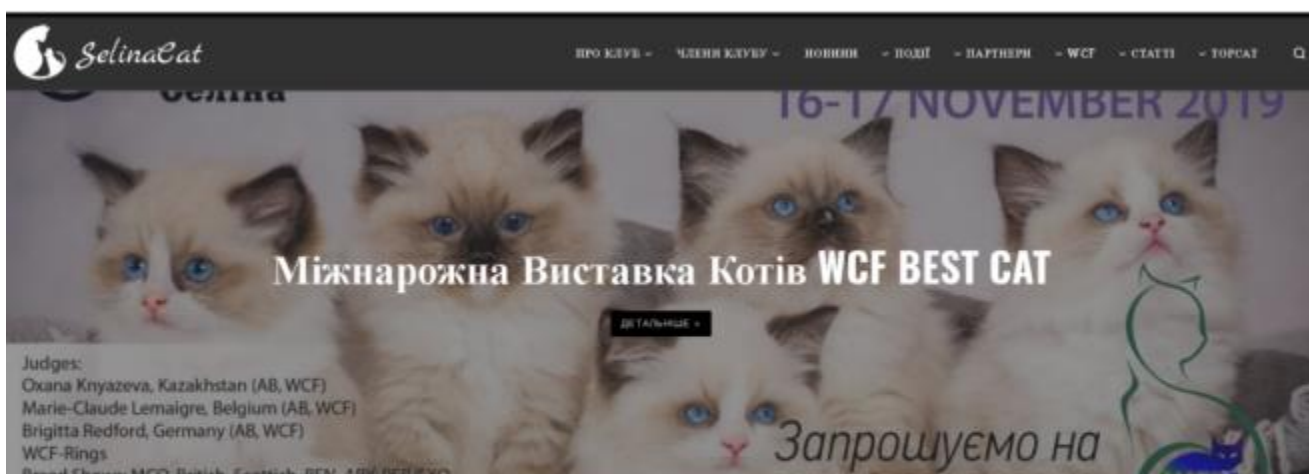 SelinaCat
ПРО КЛУБ ЧЛЕНИ КЛУБУ НОВИНИ ПОДІЇ ПАРТНЕРИ WCF СТАТТІ TOPCAT
Селіна
16-17 NOVEMBER 2019
Міжнарожна Виставка Котів WCF BEST CAT
ДЕТАЛЬНІШЕ »
Judges:
Oxana Knyazeva, Kazakhstan (AB, WCF)
Marie-Claude Lemaigre, Belgium (AB, WCF)
Brigitta Redford, Germany (AB, WCF)
WCF-Rings
Запрошуємо на